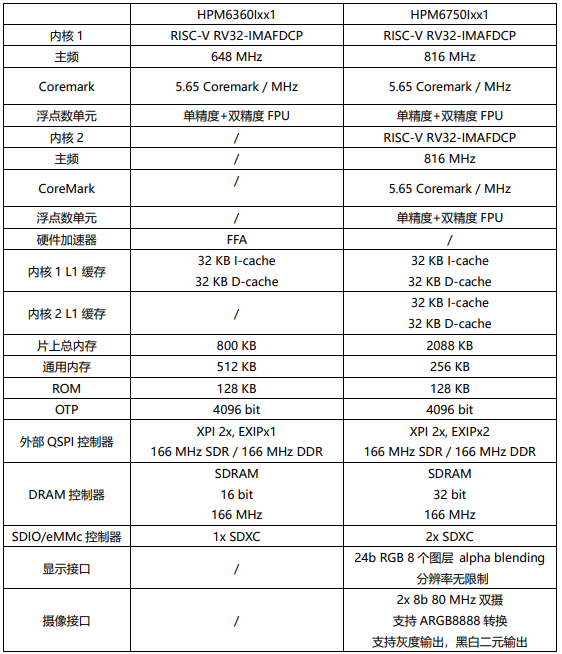 HPM6360Ixx1 HPM6750Ixx1
内核 1 RISC-V RV32-IMAFDCP RISC-V RV32-IMAFDCP
主频 648 MHz 816 MHz
Coremark 5.65 Coremark / MHz 5.65 Coremark / MHz
浮点数单元 单精度+双精度 FPU 单精度+双精度 FPU
内核 2 / RISC-V RV32-IMAFDCP
主频 / 816 MHz
CoreMark / 5.65 Coremark / MHz
浮点数单元 / 单精度+双精度 FPU
硬件加速器 FFA /
内核 1 L1 缓存 32 KB I-cache 32 KB I-cache
32 KB D-cache 32 KB D-cache
内核 2 L1 缓存 / 32 KB I-cache
32 KB D-cache
片上总内存 800 KB 2088 KB
通用内存 512 KB 256 KB
ROM 128 KB 128 KB
OTP 4096 bit 4096 bit
外部 QSPI 控制器 XPI 2x, EXIPx1 XPI 2x, EXIPx2
166 MHz SDR / 166 MHz DDR 166 MHz SDR / 166 MHz DDR
DRAM 控制器 SDRAM SDRAM
16 bit 32 bit
166 MHz 166 MHz
SDIO/eMMc 控制器 1x SDXC 2x SDXC
显示接口 / 24b RGB 8 个图层 alpha blending
分辨率无限制
摄像接口 / 2x 8b 80 MHz 双摄
支持 ARGB8888 转换
支持灰度输出，黑白二元输出